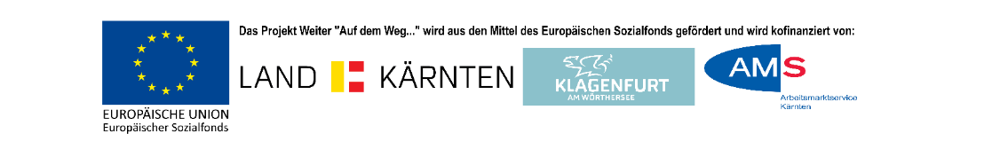 Das Projekt Weiter "Auf dem Weg..." wird aus den Mittel des Europäischen Sozialfonds gefördert und wird kofinanziert von:
LAND KÄRNTEN
KLAGENFURT
AM WÖRTHERSEE
AMS
Arbeitsmarktservice
Kärnten
EUROPÄISCHE UNION
Europäischer Sozialfonds